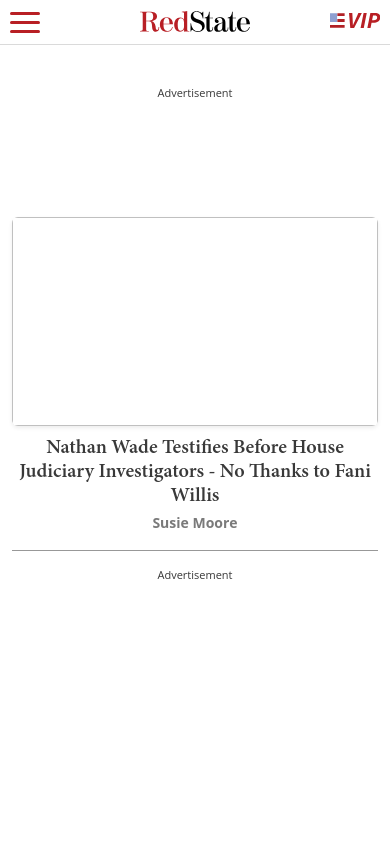 RedState
VIP
Advertisement
Nathan Wade Testifies Before House
Judiciary Investigators - No Thanks to Fani
Willis
Susie Moore
Advertisement